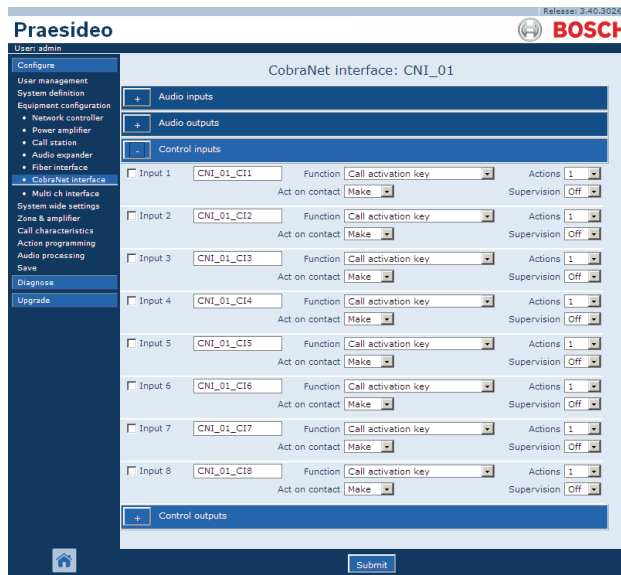 Release: 3.40.3026
Praesideo
BOSCH
User: admin
Configure
User management
System definition
Equipment configuration
• Network controller
• Power amplifier
• Call station
• Audio expander
• Fiber interface
• CobraNet interface
• Multi ch interface
System wide settings
Zone & amplifier
Call characteristics
Action programming
Audio processing
Save
Diagnose
Upgrade
CobraNet interface: CNI_01
+ Audio inputs
+ Audio outputs
- Control inputs
Input 1 CNI_01_CI1 Function Call activation key Actions 1
Act on contact Make Supervision Off
Input 2 CNI_01_CI2 Function Call activation key Actions 1
Act on contact Make Supervision Off
Input 3 CNI_01_CI3 Function Call activation key Actions 1
Act on contact Make Supervision Off
Input 4 CNI_01_CI4 Function Call activation key Actions 1
Act on contact Make Supervision Off
Input 5 CNI_01_CI5 Function Call activation key Actions 1
Act on contact Make Supervision Off
Input 6 CNI_01_CI6 Function Call activation key Actions 1
Act on contact Make Supervision Off
Input 7 CNI_01_CI7 Function Call activation key Actions 1
Act on contact Make Supervision Off
Input 8 CNI_01_CI8 Function Call activation key Actions 1
Act on contact Make Supervision Off
+ Control outputs
Submit